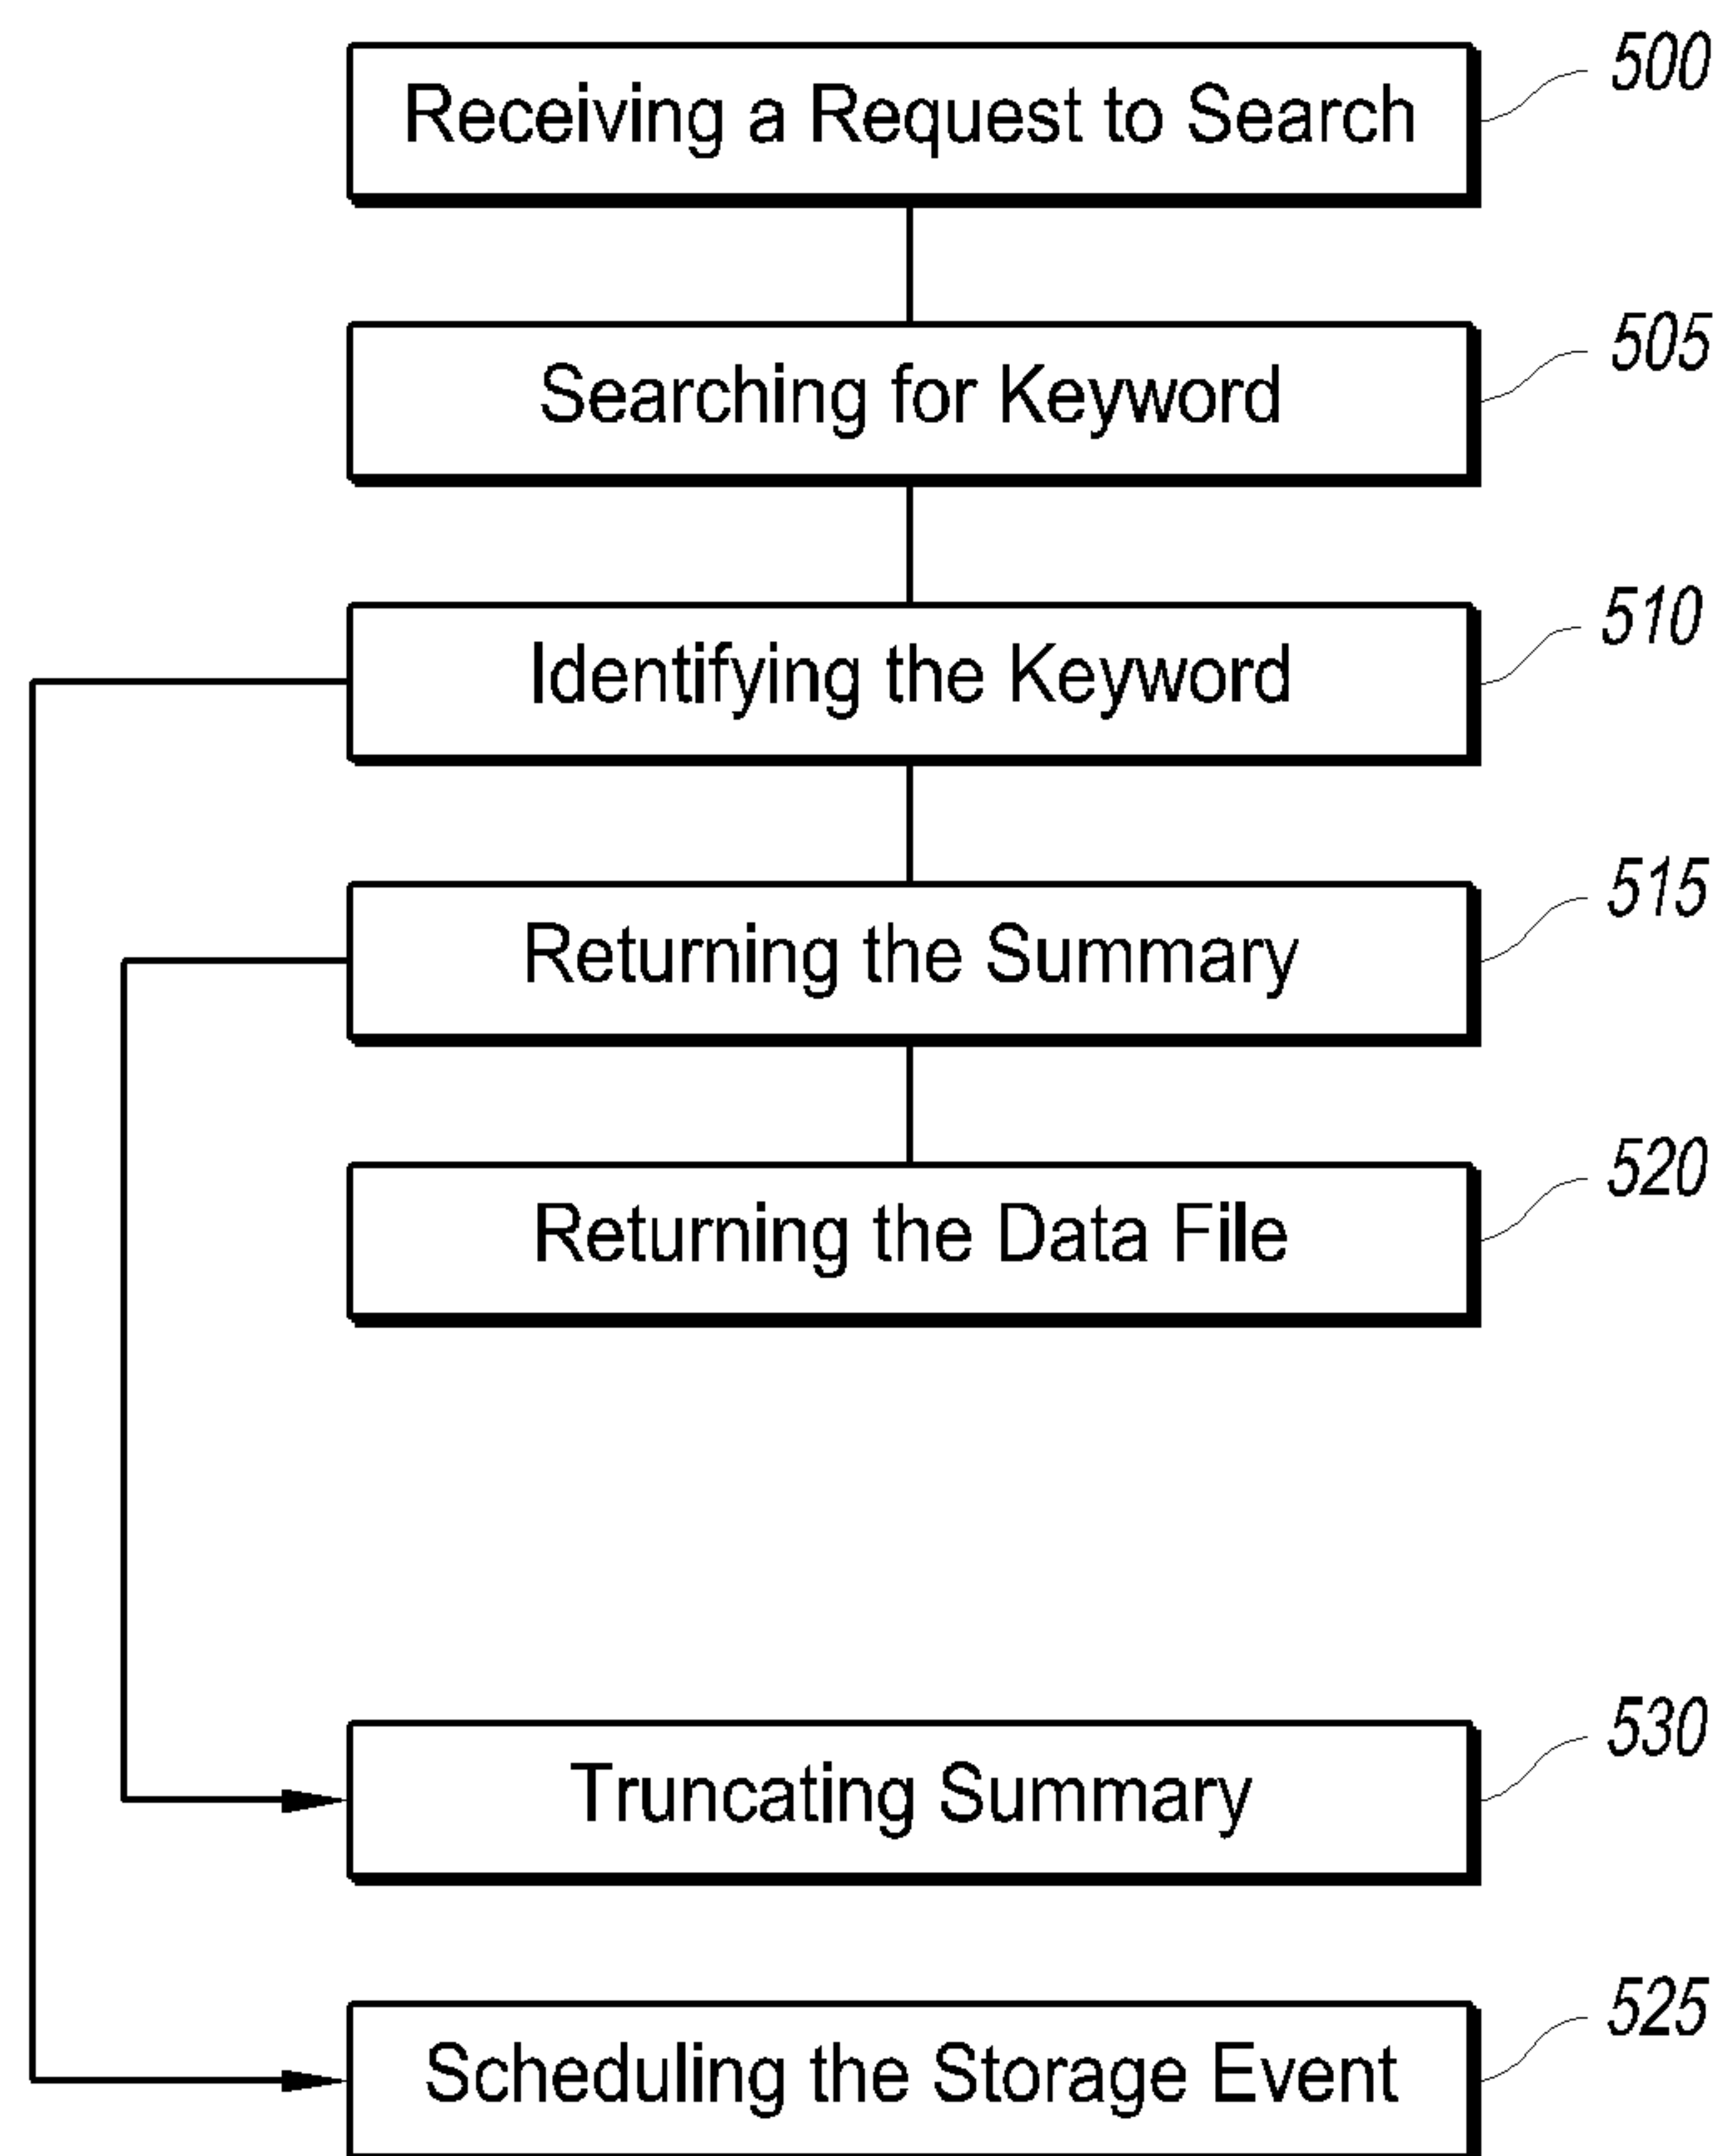 Receiving a Request to Search 500
Searching for Keyword 505
Identifying the Keyword 510
Returning the Summary 515
Returning the Data File 520
Truncating Summary 530
Scheduling the Storage Event 525